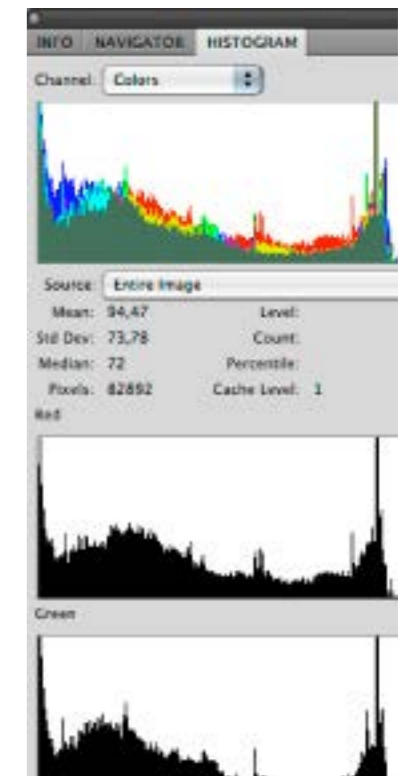 INFO NAVIGATOR HISTOGRAM
Channel: Colors
Source: Entire Image
Mean: 94,47 Level:
Std Dev: 73,78 Count:
Median: 72 Percentile:
Pixels: 82892 Cache Level: 1
Red
Green